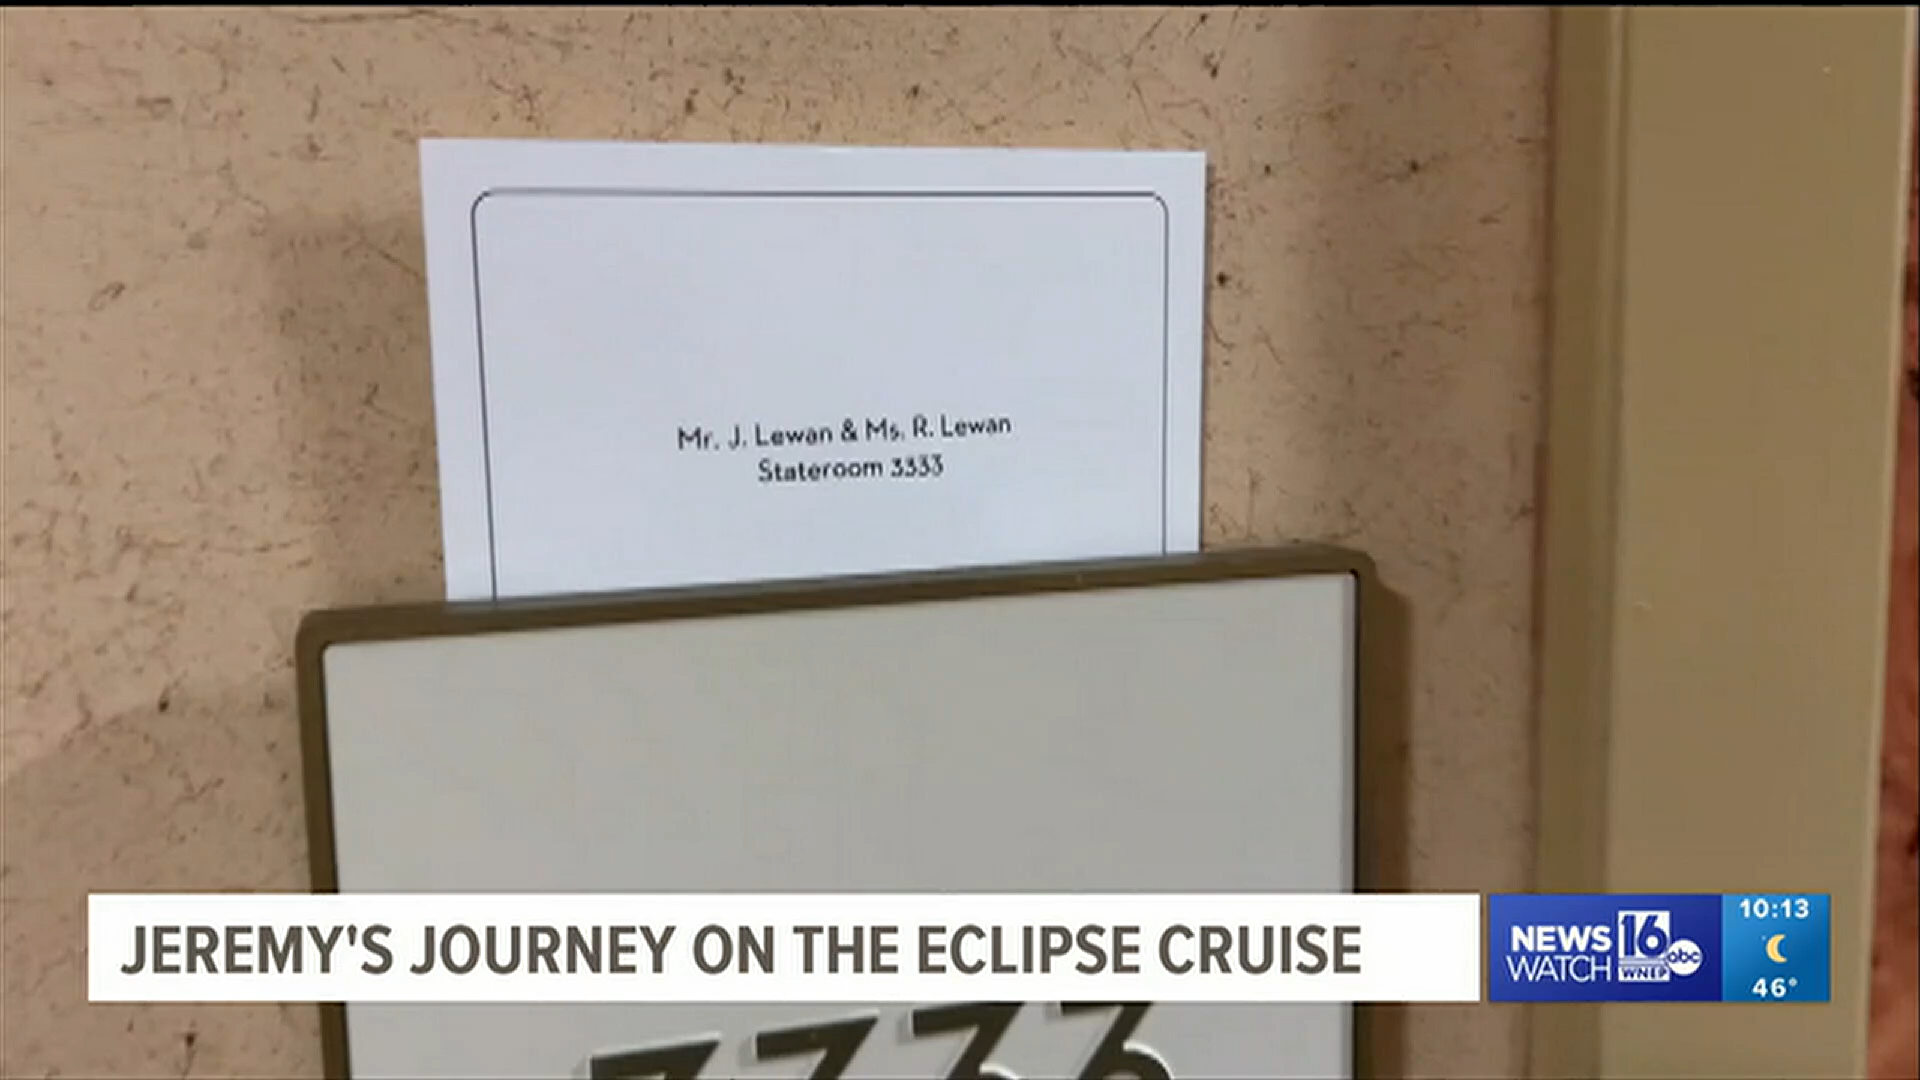 Mr. J. Lewan & Ms. R. Lewan
Stateroom 3333
3333
JEREMY'S JOURNEY ON THE ECLIPSE CRUISE
NEWS
WATCH
16
WNEP
abc
10:13
46°